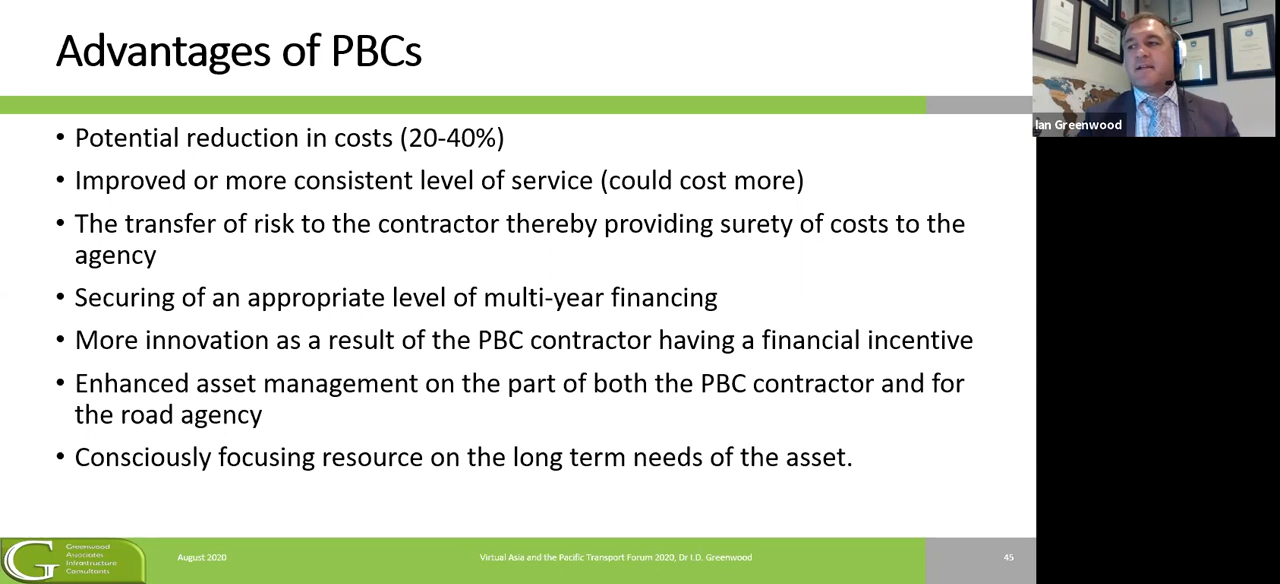 Advantages of PBCs
• Potential reduction in costs (20-40%)
• Improved or more consistent level of service (could cost more)
• The transfer of risk to the contractor thereby providing surety of costs to the
agency
• Securing of an appropriate level of multi-year financing
• More innovation as a result of the PBC contractor having a financial incentive
• Enhanced asset management on the part of both the PBC contractor and for
the road agency
• Consciously focusing resource on the long term needs of the asset.
Ian Greenwood
G
Greenwood
Associates
Infrastructure
Consultants
August 2020
Virtual Asia and the Pacific Transport Forum 2020, Dr I.D. Greenwood
45